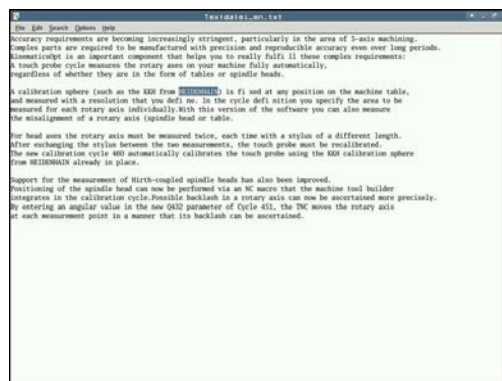 Textdatei_en.txt
File Edit Search Options Help
Accuracy requirements are becoming increasingly stringent, particularly in the area of 5-axis machining.
Complex parts are required to be manufactured with precision and reproducible accuracy even over long periods.
KinematicsOpt is an important component that helps you to really fulfi ll these complex requirements:
A touch probe cycle measures the rotary axes on your machine fully automatically,
regardless of whether they are in the form of tables or spindle heads.
A calibration sphere (such as the KKH from HEIDENHAIN) is fi xed at any position on the machine table,
and measured with a resolution that you defi ne. In the cycle defi nition you specify the area to be
measured for each rotary axis individually.With this version of the software you can also measure
the misalignment of a rotary axis (spindle head or table.
For head axes the rotary axis must be measured twice, each time with a stylus of a different length.
After exchanging the stylus between the two measurements, the touch probe must be recalibrated.
The new calibration cycle 460 automatically calibrates the touch probe using the KKH calibration sphere
from HEIDENHAIN already in place.
Support for the measurement of Hirth-coupled spindle heads has also been improved.
Positioning of the spindle head can now be performed via an NC macro that the machine tool builder
integrates in the calibration cycle.Possible backlash in a rotary axis can now be ascertained more precisely.
By entering an angular value in the new Q432 parameter of Cycle 451, the TNC moves the rotary axis
at each measurement point in a manner that its backlash can be ascertained.